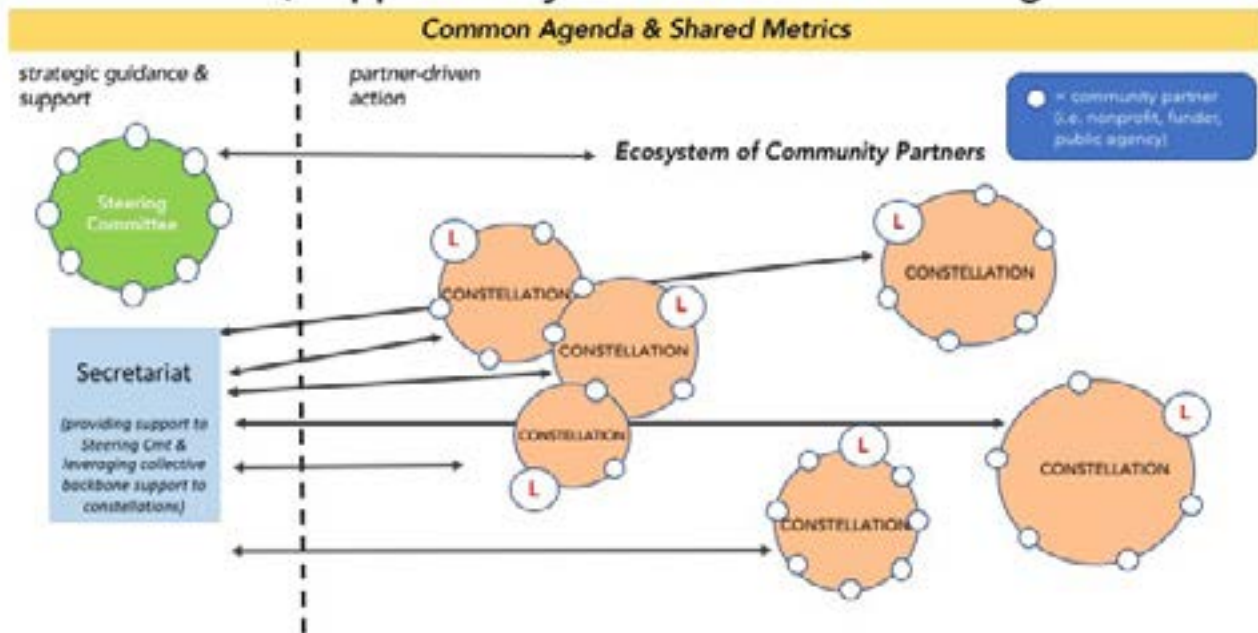 Common Agenda & Shared Metrics
strategic guidance &
support
partner-driven
action
= community partner
(i.e. nonprofit, funder,
public agency)
Ecosystem of Community Partners
Steering
Committee
L
CONSTELLATION
L
CONSTELLATION
L
CONSTELLATION
Secretariat
(providing support to
Steering Cmt &
leveraging collective
backbone support to
constellations)
CONSTELLATION
L
L
CONSTELLATION
L
CONSTELLATION